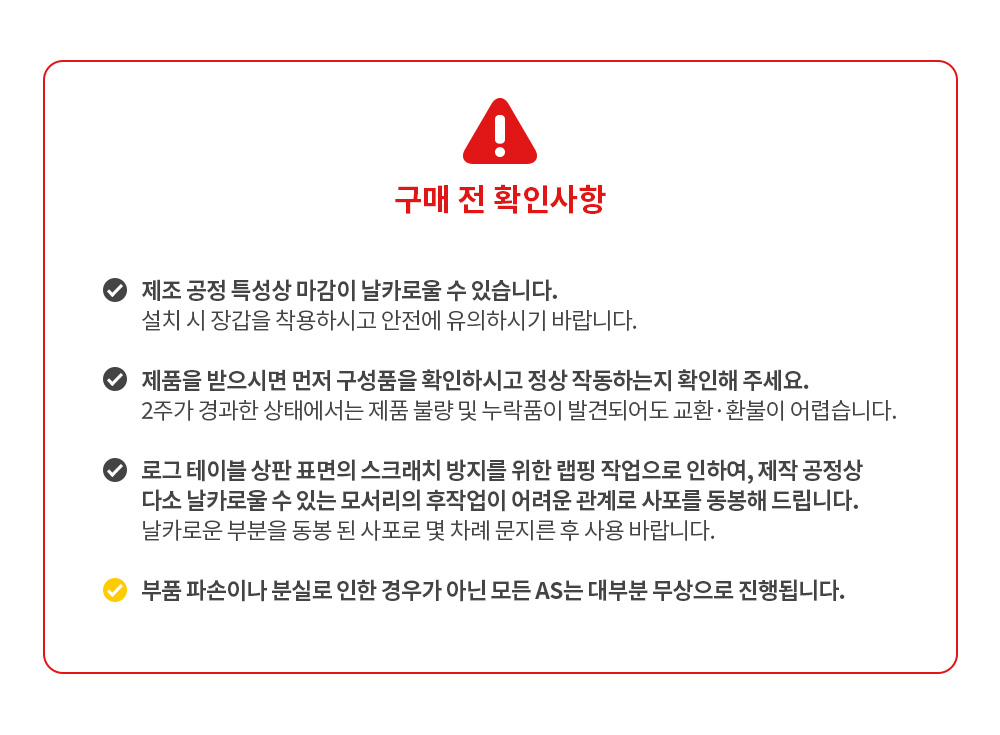 구매 전 확인사항
제조 공정 특성상 마감이 날카로울 수 있습니다.
설치 시 장갑을 착용하시고 안전에 유의하시기 바랍니다.
제품을 받으시면 먼저 구성품을 확인하시고 정상 작동하는지 확인해 주세요.
2주가 경과한 상태에서는 제품 불량 및 누락품이 발견되어도 교환·환불이 어렵습니다.
로그 테이블 상판 표면의 스크래치 방지를 위한 랩핑 작업으로 인하여, 제작 공정상
다소 날카로울 수 있는 모서리의 후작업이 어려운 관계로 사포를 동봉해 드립니다.
날카로운 부분을 동봉 된 사포로 몇 차례 문지른 후 사용 바랍니다.
부품 파손이나 분실로 인한 경우가 아닌 모든 AS는 대부분 무상으로 진행됩니다.